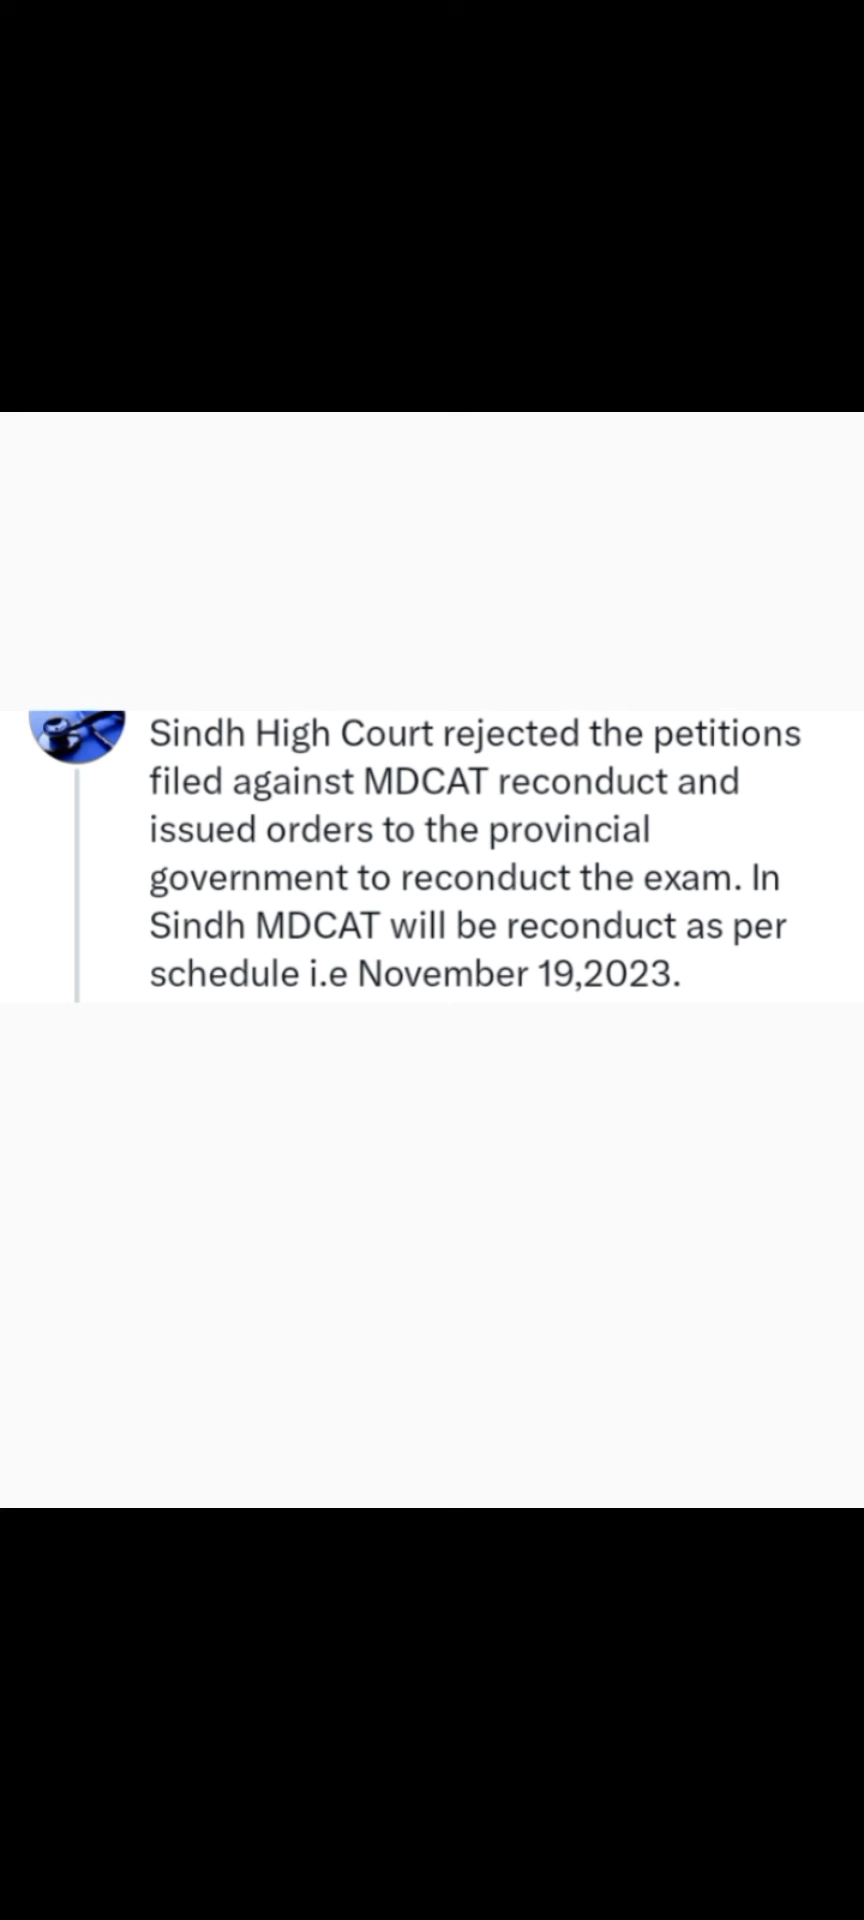 Sindh High Court rejected the petitions
filed against MDCAT reconduct and
issued orders to the provincial
government to reconduct the exam. In
Sindh MDCAT will be reconduct as per
schedule i.e November 19,2023.